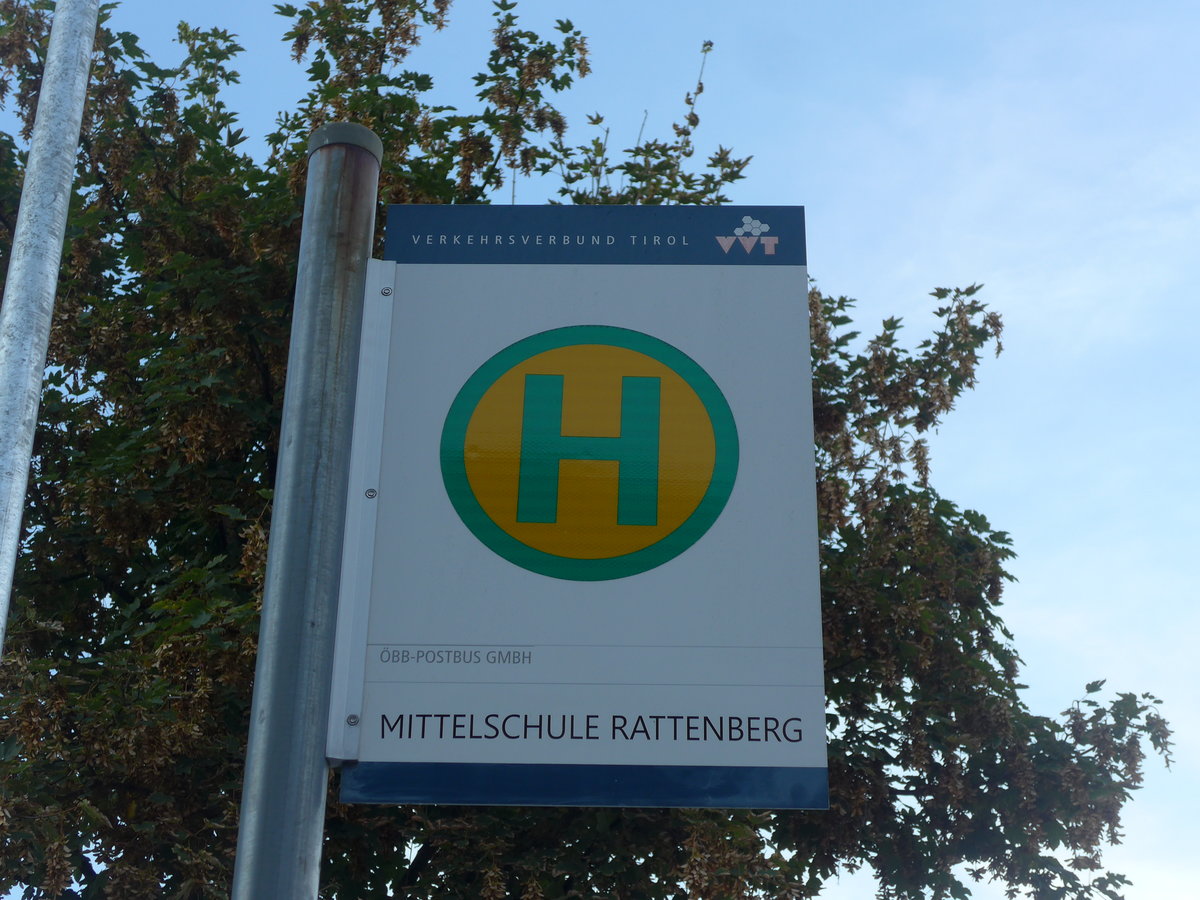 VERKEHRSVERBUND TIROL VVT
H
ÖBB-POSTBUS GMBH
MITTELSCHULE RATTENBERG